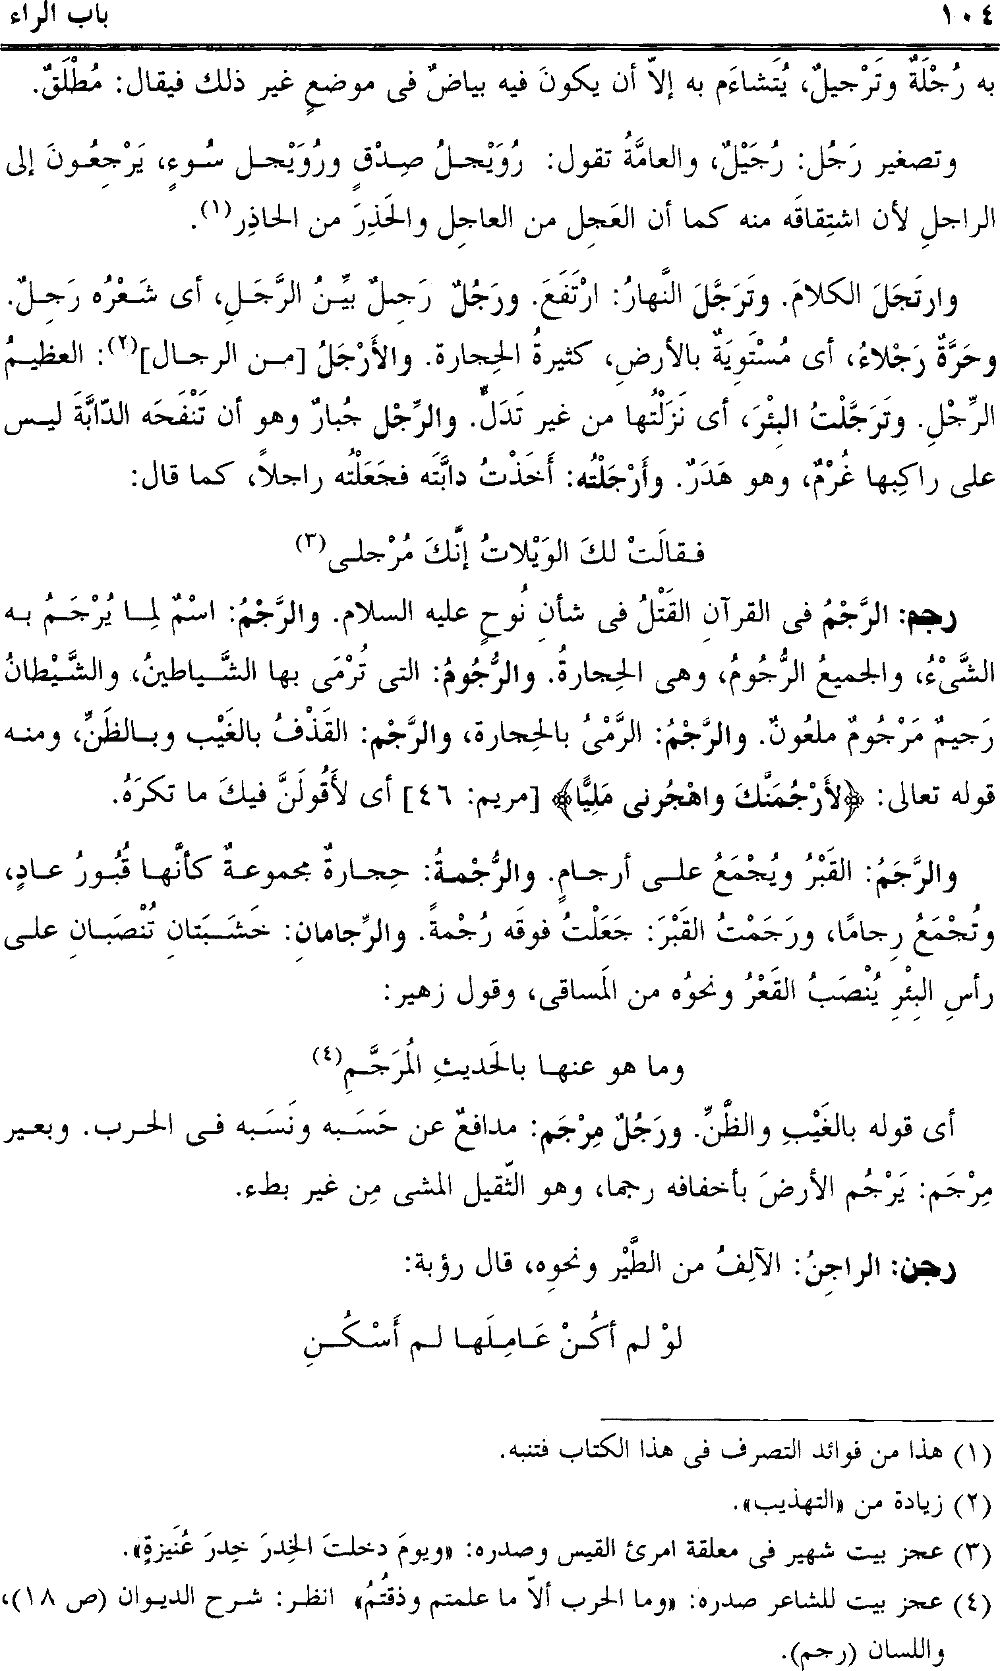 ١٠٤ باب الراء
به رُجْلَةٌ وتَرْجيلٌ، يُتَشاءَم به إلاّ أن يكونَ فيه بياضٌ فى موضعٍ غير ذلك فيقال: مُطْلَقٌ.
وتصغير رَجُل: رُجَيْلٌ، والعامَّةُ تقول: رُوَيْجلُ صِدْقٍ ورُوَيْجل سُوءٍ، يَرْجِعُونَ إلى
الراجلِ لأن اشتِقاقَه منه كما أن العَجِل من العاجِل والحَذِرَ من الحاذِر(١).
وارتَجَلَ الكلامَ. وتَرَجَّلَ النَّهارُ: ارْتَفَعَ. ورَجُلٌ رَجِلٌ بيِّنُ الرَّجَلِ، أى شَعْرُه رَجِلٌ.
وحَرَّةٌ رَجْلاءُ، أى مُسْتَوِيَةٌ بالأرضِ، كثيرةُ الحِجارة. والأَرْجَلُ [من الرجال](٢): العظيمُ
الرِّجْلِ. وتَرَجَّلْتُ البِئْرَ، أى نَزَلْتُها من غير تَدَلٍّ. والرِّجْل جُبارٌ وهو أن تَنْفَحَه الدّابَّةَ ليس
على راكِبها غُرْمٌ، وهو هَدَرٌ. وأَرْجَلْتُه: أَخَذْتُ دابَّتَه فجَعَلْتُه راجلاً، كما قال:
فقالَتْ لكَ الوَيْلاتُ إنَّكَ مُرْجلى(٣)
رجم: الرَّجْمُ فى القرآنِ القَتْلُ فى شأنِ نُوحٍ عليه السلام. والرَّجْمُ: اسْمٌ لِما يُرْجَمُ به
الشَّىْءُ، والجميعُ الرُّجُومُ، وهى الحِجارةُ. والرُّجُومُ: التى تُرْمَى بها الشَّياطينُ، والشَّيْطانُ
رَجيمٌ مَرْجُومٌ ملعُونٌ. والرَّجْمُ: الرَّمْىُ بالحِجارة، والرَّجْم: القَذْفُ بالغَيْب وبالظَنِّ، ومنه
قوله تعالى: ﴿لأَرْجُمَنَّكَ واهْجُرنى مَلِيًّا﴾ [مريم: ٤٦] أى لأَقُولَنَّ فيكَ ما تكرَهُ.
والرَّجَمُ: القَبْرُ ويُجْمَعُ على أرجامٍ. والرُّجْمةُ: حِجارةٌ مجموعةٌ كأنَّها قُبُورُ عادٍ،
وتُجْمَعُ رِجامًا، ورَجَمْتُ القَبْرَ: جَعَلْتُ فوقَه رُجْمةً. والرِّجامان: خَشَبَتانِ تُنْصَبانِ على
رأسِ البِئْرِ يُنْصَبُ القَعْرُ ونحوُه من المَساقى، وقول زهير:
وما هو عنها بالحَديثِ المُرَجَّمِ(٤)
أى قوله بالغَيْبِ والظَّنِّ. ورَجُلٌ مِرْجَم: مدافعٌ عن حَسَبه ونَسَبه فى الحرب. وبعير
مِرْجَم: يَرْجُم الأرضَ بأخفافه رجما، وهو الثّقيل المشى مِن غير بطء.
رجن: الراجِنُ: الآلِفُ من الطَّيْر ونحوِه، قال رؤبة:
لوْ لم أكُنْ عَامِلَها لم أَسْكُنِ
(١) هذا من فوائد التصرف فى هذا الكتاب فتنبه.
(٢) زيادة من «التهذيب».
(٣) عجز بيت شهير فى معلقة امرئ القيس وصدره: «ويومَ دخلتَ الخِدرَ خِدرَ عُنَيزةٍ».
(٤) عجز بيت للشاعر صدره: «وما الحرب ألاّ ما علمتم وذقتُمُ» انظر: شرح الديوان (ص ١٨)،
واللسان (رجم).